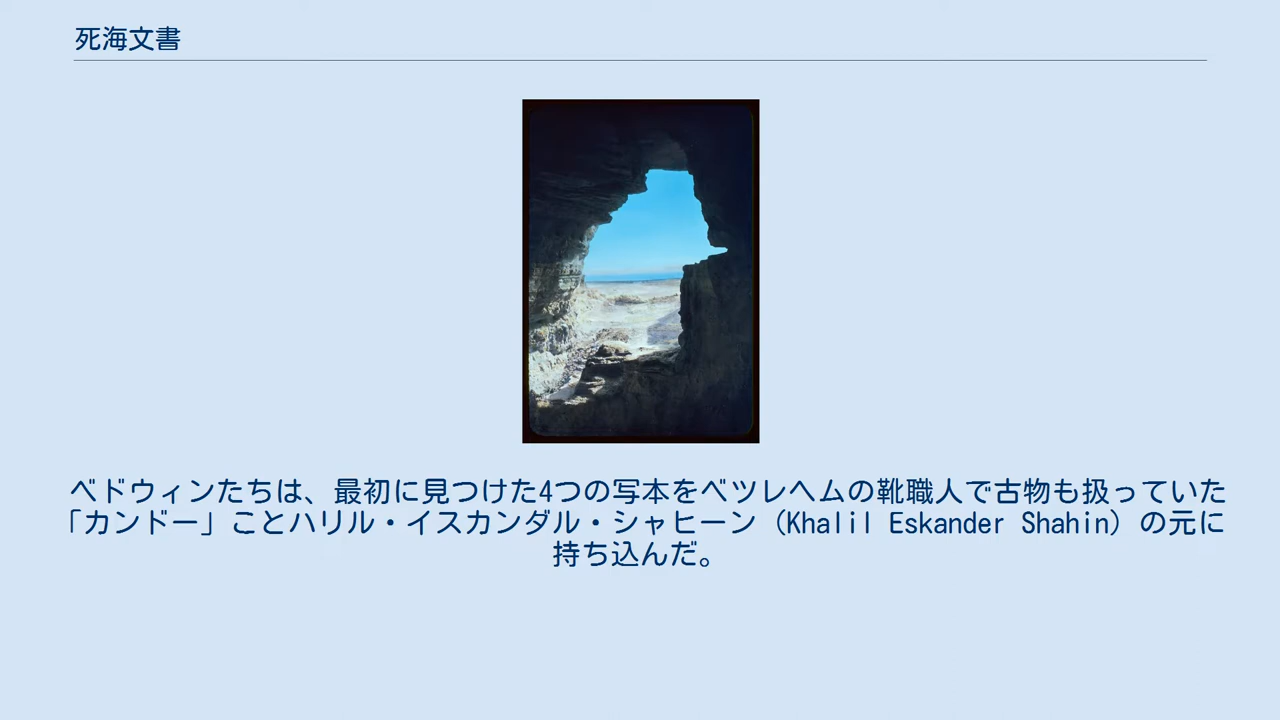 死海文書
ベドウィンたちは、最初に見つけた4つの写本をベツレヘムの靴職人で古物も扱っていた
「カンドー」ことハリル・イスカンダル・シャヒーン（Khalil Eskander Shahin）の元に
持ち込んだ。